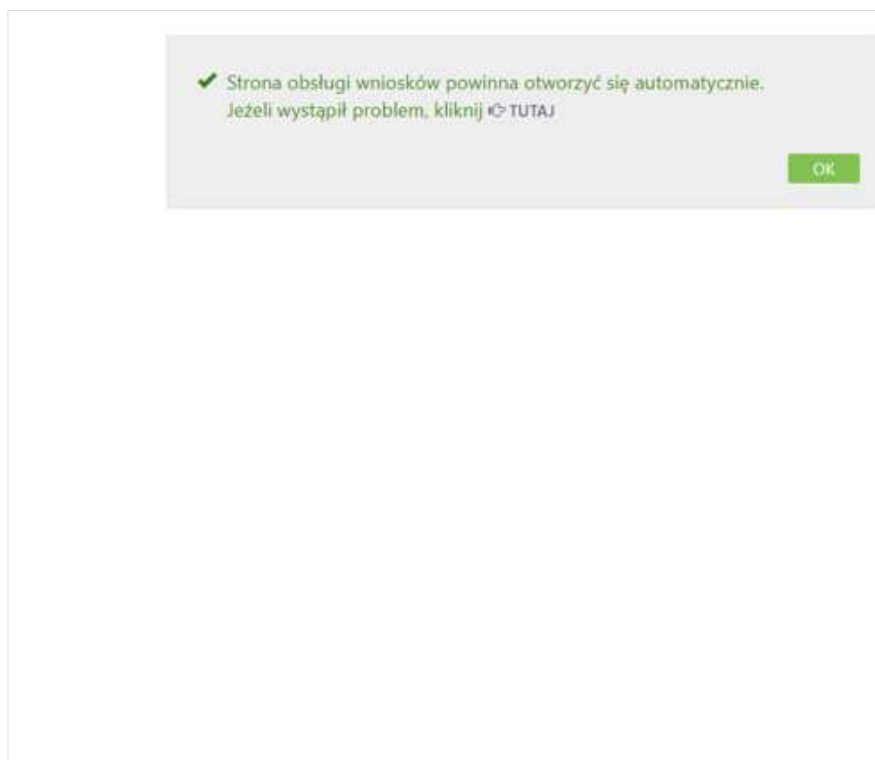 Strona obsługi wniosków powinna otworzyć się automatycznie.
Jeżeli wystąpił problem, kliknij TUTAJ
OK